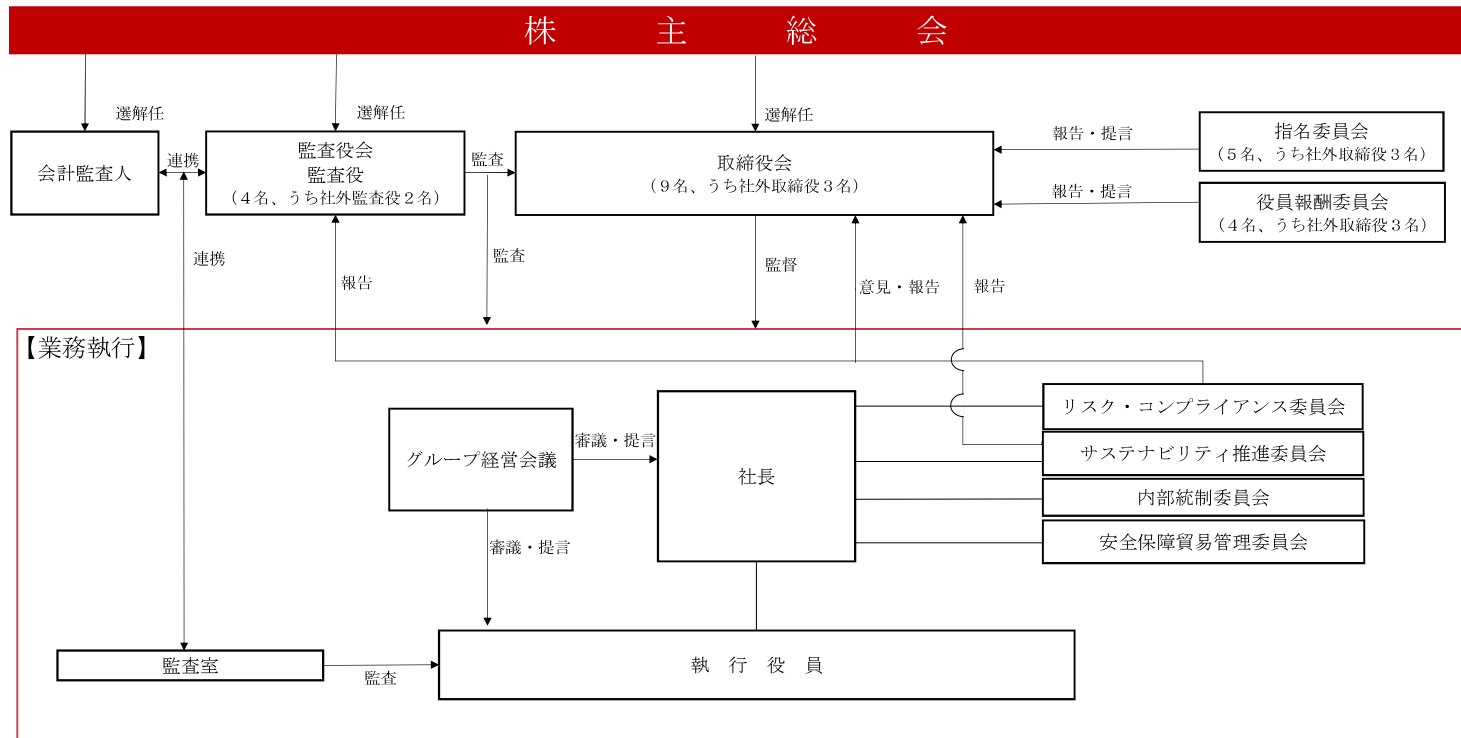 株主総会
選解任
選解任
選解任
会計監査人
連携
監査役会
監査役
（４名、うち社外監査役２名）
監査
取締役会
（９名、うち社外取締役３名）
報告・提言
指名委員会
（５名、うち社外取締役３名）
報告・提言
役員報酬委員会
（４名、うち社外取締役３名）
連携
報告
監査
監督
意見・報告
報告
【業務執行】
グループ経営会議
審議・提言
社長
リスク・コンプライアンス委員会
サステナビリティ推進委員会
内部統制委員会
安全保障貿易管理委員会
審議・提言
監査室
監査
執行役員